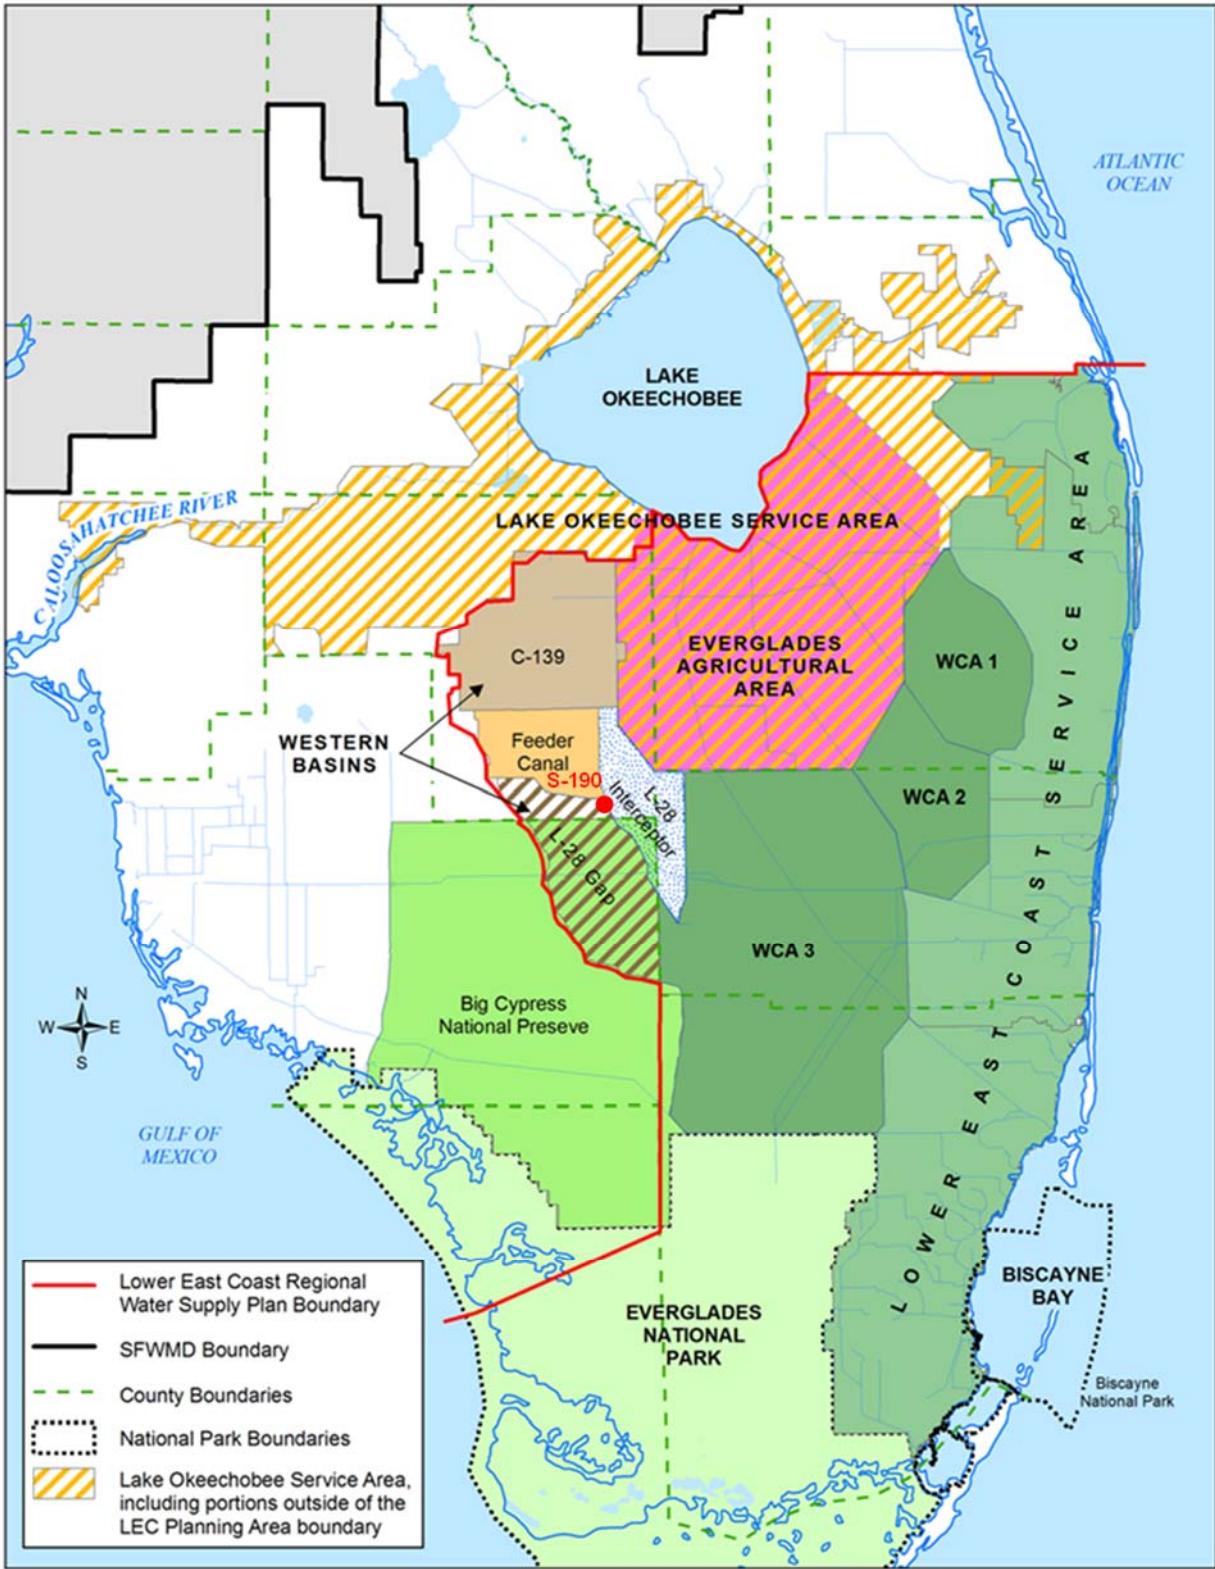 ATLANTIC
OCEAN
LAKE
OKEECHOBEE
CALOOSAHATCHEE RIVER
LAKE OKEECHOBEE SERVICE AREA
EVERGLADES
AGRICULTURAL
AREA
C-139
WCA 1
WESTERN
BASINS
Feeder
Canal
S-190
L-28
Interceptor
WCA 2
L-28 Gap
WCA 3
LOWER EAST COAST SERVICE AREA
Big Cypress
National Preseve
N
W
E
S
GULF OF
MEXICO
BISCAYNE
BAY
EVERGLADES
NATIONAL
PARK
Biscayne
National Park
Lower East Coast Regional
Water Supply Plan Boundary
SFWMD Boundary
County Boundaries
National Park Boundaries
Lake Okeechobee Service Area,
including portions outside of the
LEC Planning Area boundary